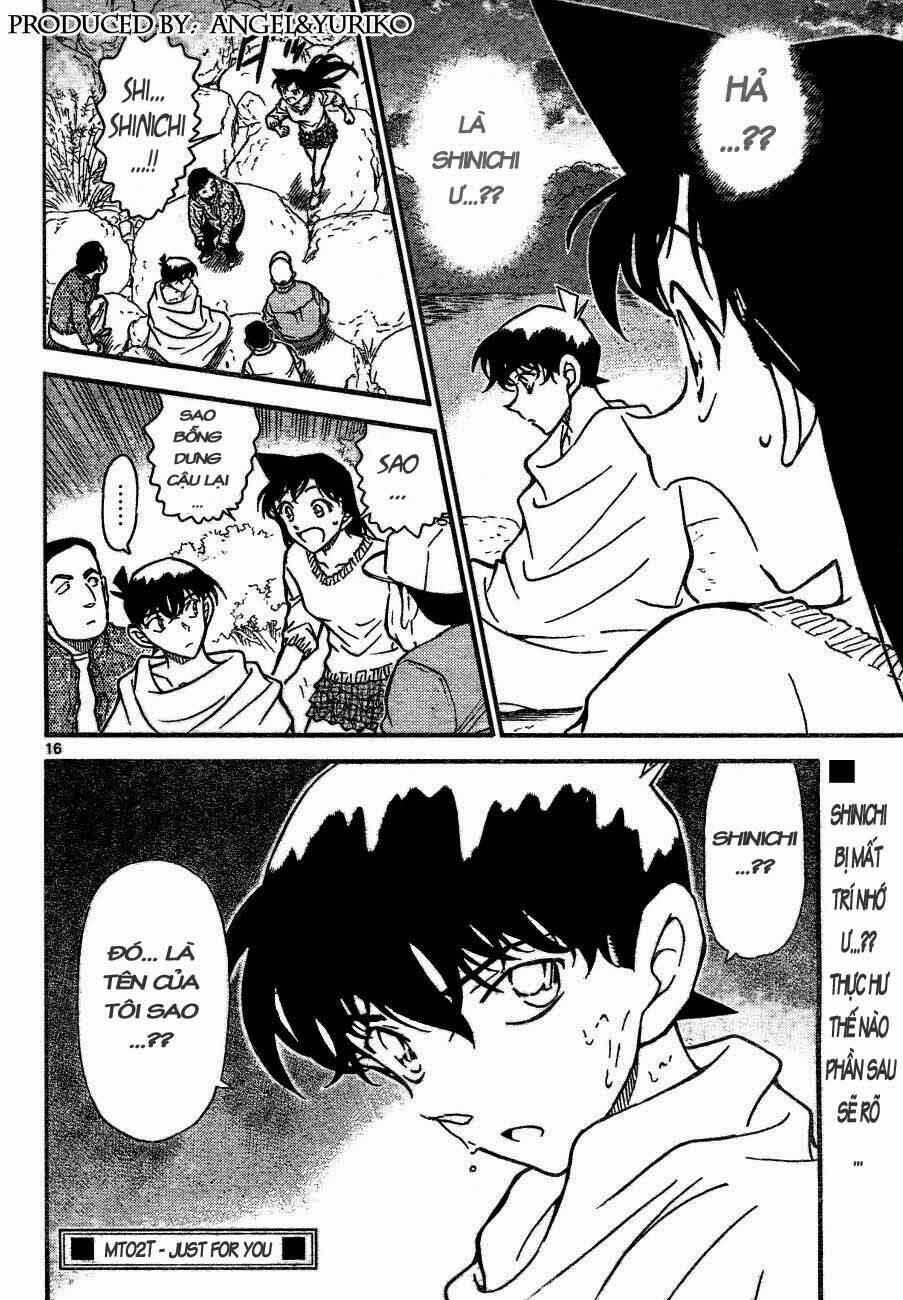 PRODUCED BY: ANGEL&YURIKO
HẢ
...??
LÀ
SHINICHI
Ư...??
SHI...
SHINICHI
...!!
SAO
...
SAO
BỖNG
DƯNG
CẬU LẠI
...
......
16
SHINICHI
...??
ĐÓ... LÀ
TÊN CỦA
TÔI SAO
...??
SHINICHI
BỊ MẤT
TRÍ NHỚ
Ư...??
THỰC HƯ
THẾ NÀO
PHẦN SAU
SẼ RÕ
...
MT02T - JUST FOR YOU